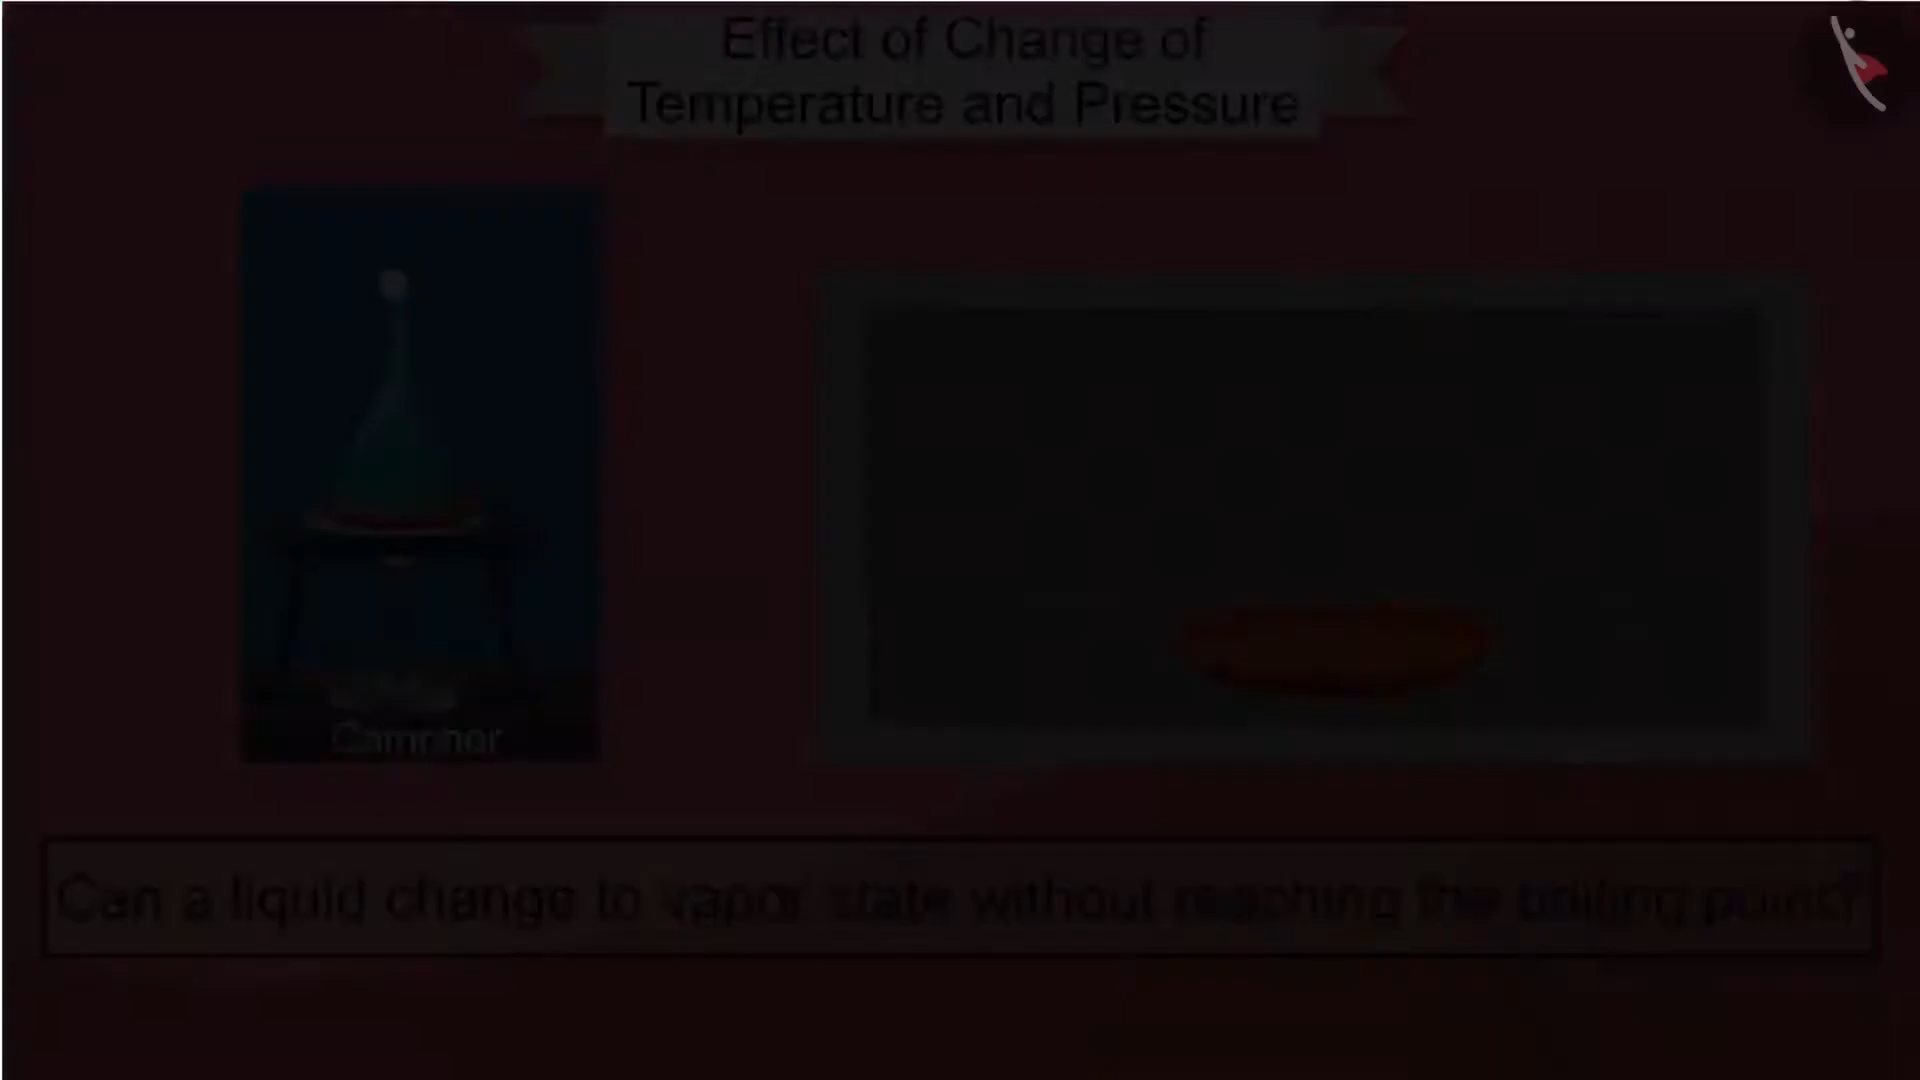 Effect of Change of
Temperature and Pressure
Camphor
Can a liquid change to vapor state without reaching the boiling point?